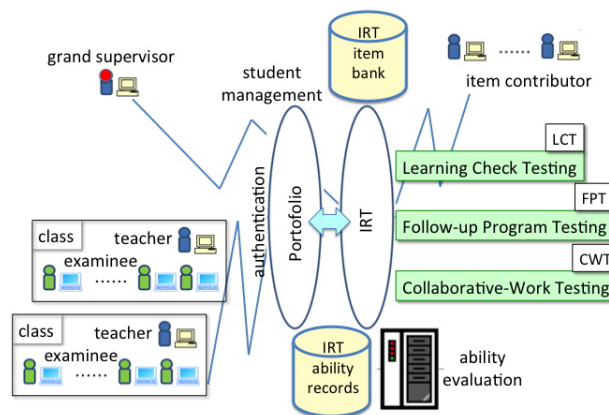 grand supervisor
student
management
IRT
item
bank
...... 
item contributor
LCT
Learning Check Testing
FPT
Follow-up Program Testing
CWT
Collaborative-Work Testing
authentication
Portofolio
IRT
class
teacher
examinee
......
class
teacher
examinee
......
IRT
ability
records
ability
evaluation